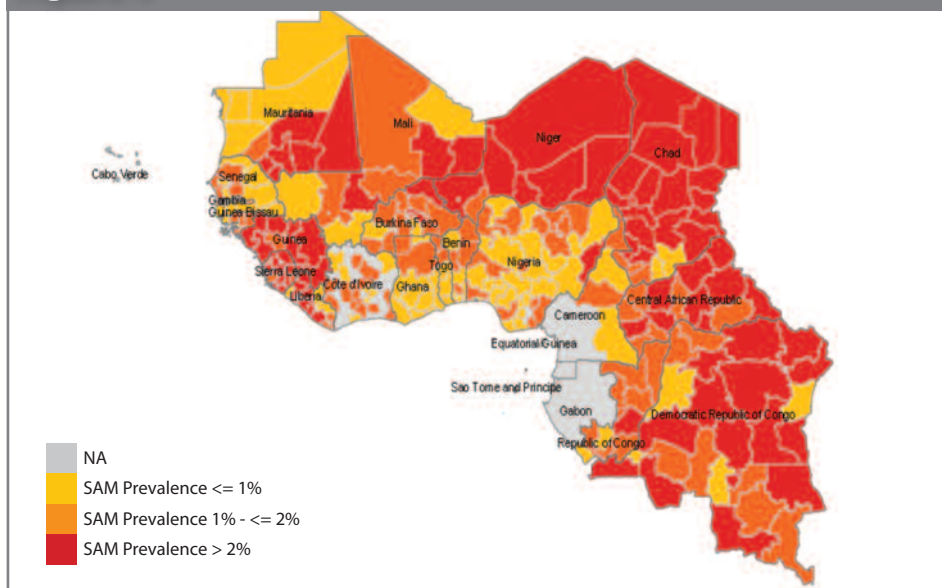 Mauritania
Mali
Niger
Chad
Cabo Verde
Senegal
Gambia
Guinea Bissau
Burkina Faso
Guinea
Benin
Nigeria
Togo
Sierra Leone
Côte d'Ivoire
Ghana
Liberia
Central African Republic
Cameroon
Equatorial Guinea
Sao Tome and Principe
Gabon
Democratic Republic of Congo
Republic of Congo
NA
SAM Prevalence <= 1%
SAM Prevalence 1% - <= 2%
SAM Prevalence > 2%